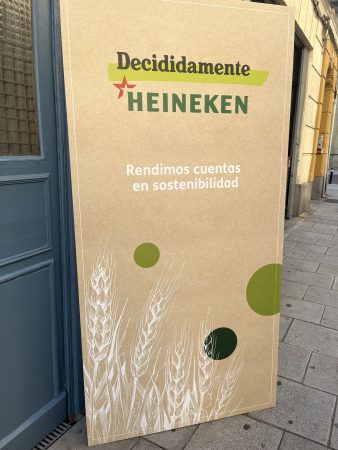 Decididamente
HEINEKEN
Rendimos cuentas
en sostenibilidad